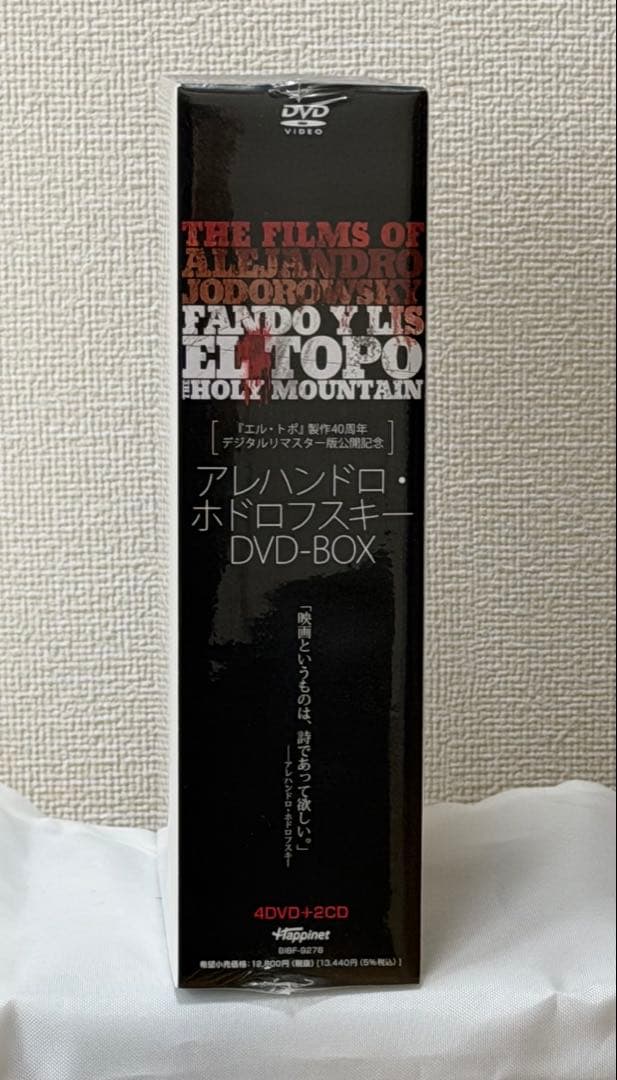 DVD
VIDEO
THE FILMS OF
ALEJANDRO
JODOROWSKY
FANDO Y LIS
EL TOPO
THE HOLY MOUNTAIN
『エル・トポ』製作40周年
デジタルリマスター版公開記念
アレハンドロ・
ホドロフスキー
DVD-BOX
「映画というものは、詩であって欲しい。」
――アレハンドロ・ホドロフスキー
4DVD+2CD
Happinet
BIBF-9278
希望小売価格:12,800円(税抜)[13,440円(5%税込)]